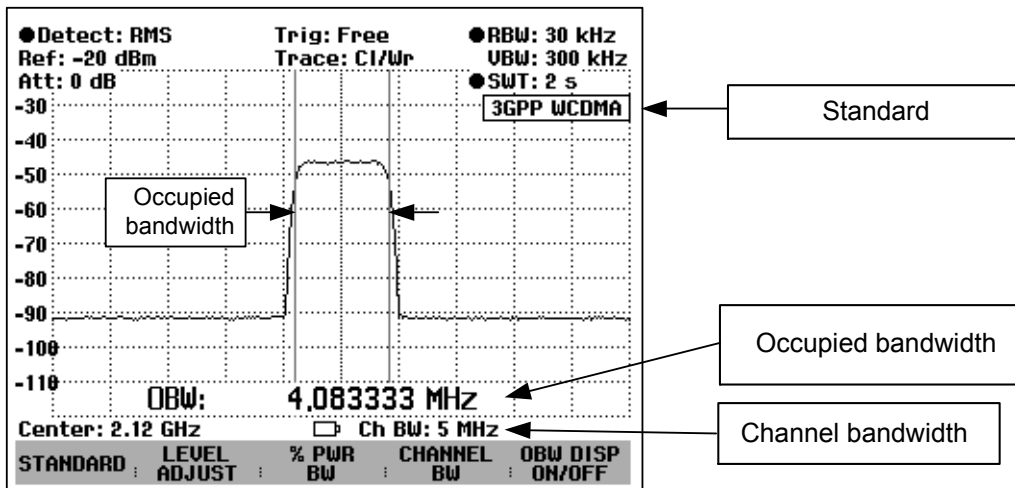 Detect: RMS Trig: Free RBW: 30 kHz
Ref: -20 dBm Trace: Cl/Wr VBW: 300 kHz
Att: 0 dB SWT: 2 s
3GPP WCDMA
Standard
-30
-40
-50
-60
-70
-80
-90
-100
-110
Occupied
bandwidth
Occupied bandwidth
OBW: 4.083333 MHz
Center: 2.12 GHz Ch BW: 5 MHz
Channel bandwidth
STANDARD LEVEL ADJUST % PWR BW CHANNEL BW OBW DISP ON/OFF